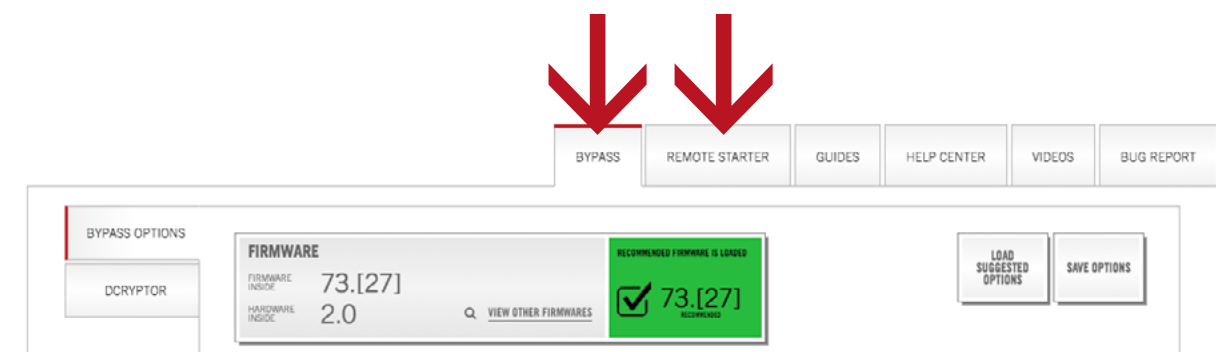 BYPASS
REMOTE STARTER
GUIDES
HELP CENTER
VIDEOS
BUG REPORT
BYPASS OPTIONS
DCRYPTOR
FIRMWARE
FIRMWARE
INSIDE
73.[27]
HARDWARE
INSIDE
2.0
VIEW OTHER FIRMWARES
RECOMMENDED FIRMWARE IS LOADED
73.[27]
RECOMMENDED
LOAD
SUGGESTED
OPTIONS
SAVE OPTIONS